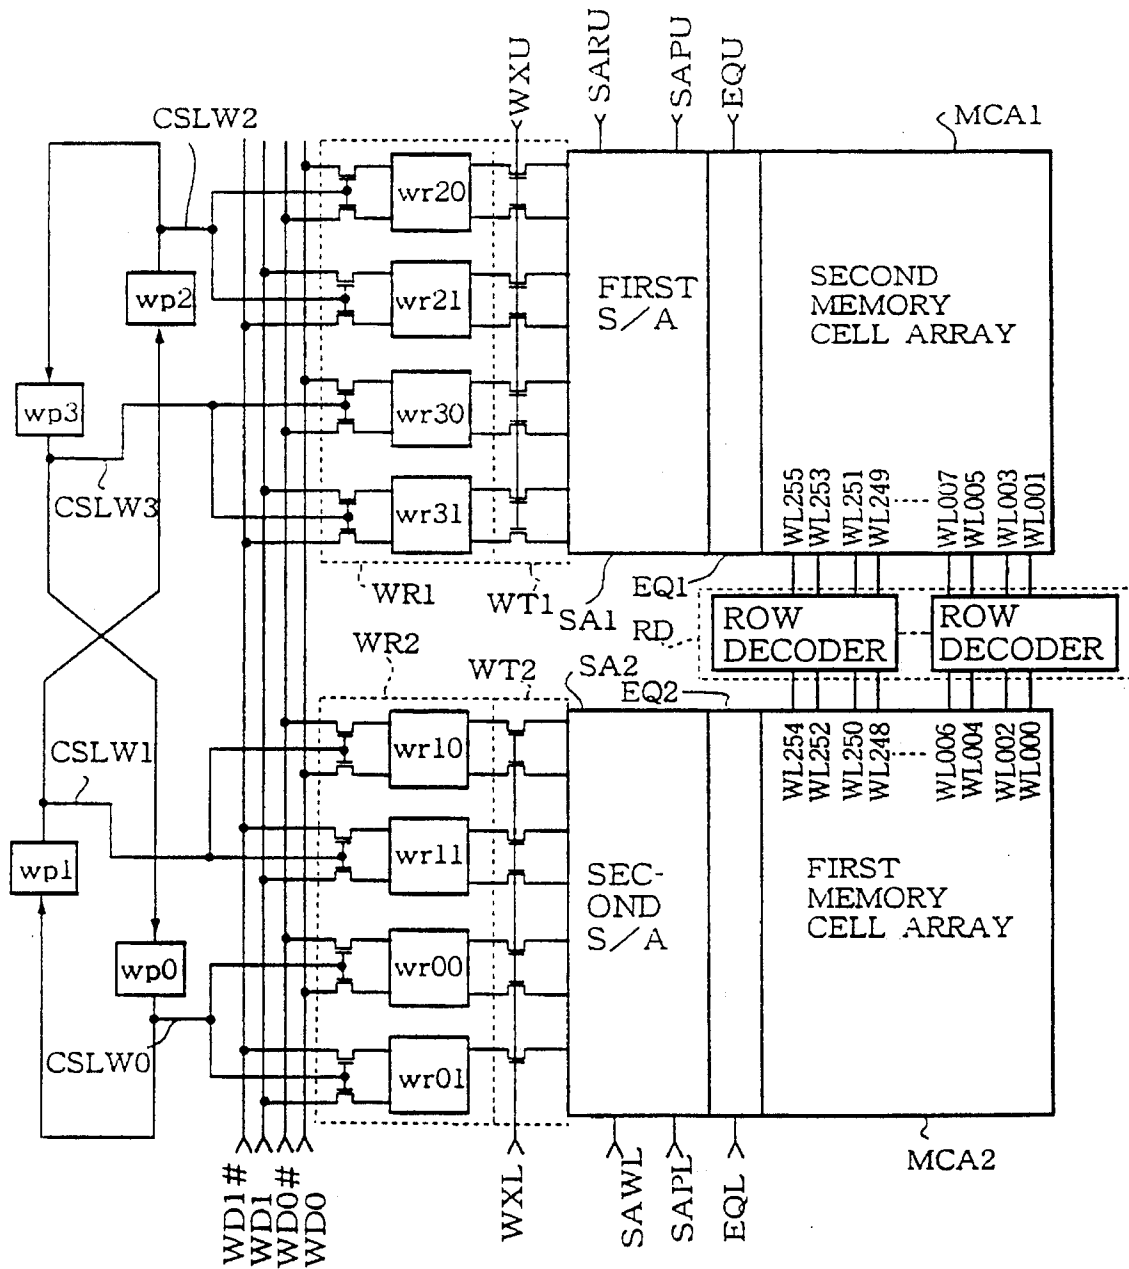 WXU
SARU
SAPU
EQU
CSLW2
MCA1
wr20
wp2
wr21
FIRST
S/A
SECOND
MEMORY
CELL ARRAY
wp3
wr30
CSLW3
wr31
WL255
WL253
WL251
WL249
WL007
WL005
WL003
WL001
WR1
WT1
SA1
EQ1
RD
ROW
DECODER
ROW
DECODER
WR2
WT2
SA2
EQ2
WL254
WL252
WL250
WL248
WL006
WL004
WL002
WL000
CSLW1
wr10
wp1
wr11
SEC-
OND
S/A
FIRST
MEMORY
CELL ARRAY
wp0
wr00
CSLW0
wr01
MCA2
WD1#
WD1
WD0#
WD0
WXL
SAWL
SAPL
EQL